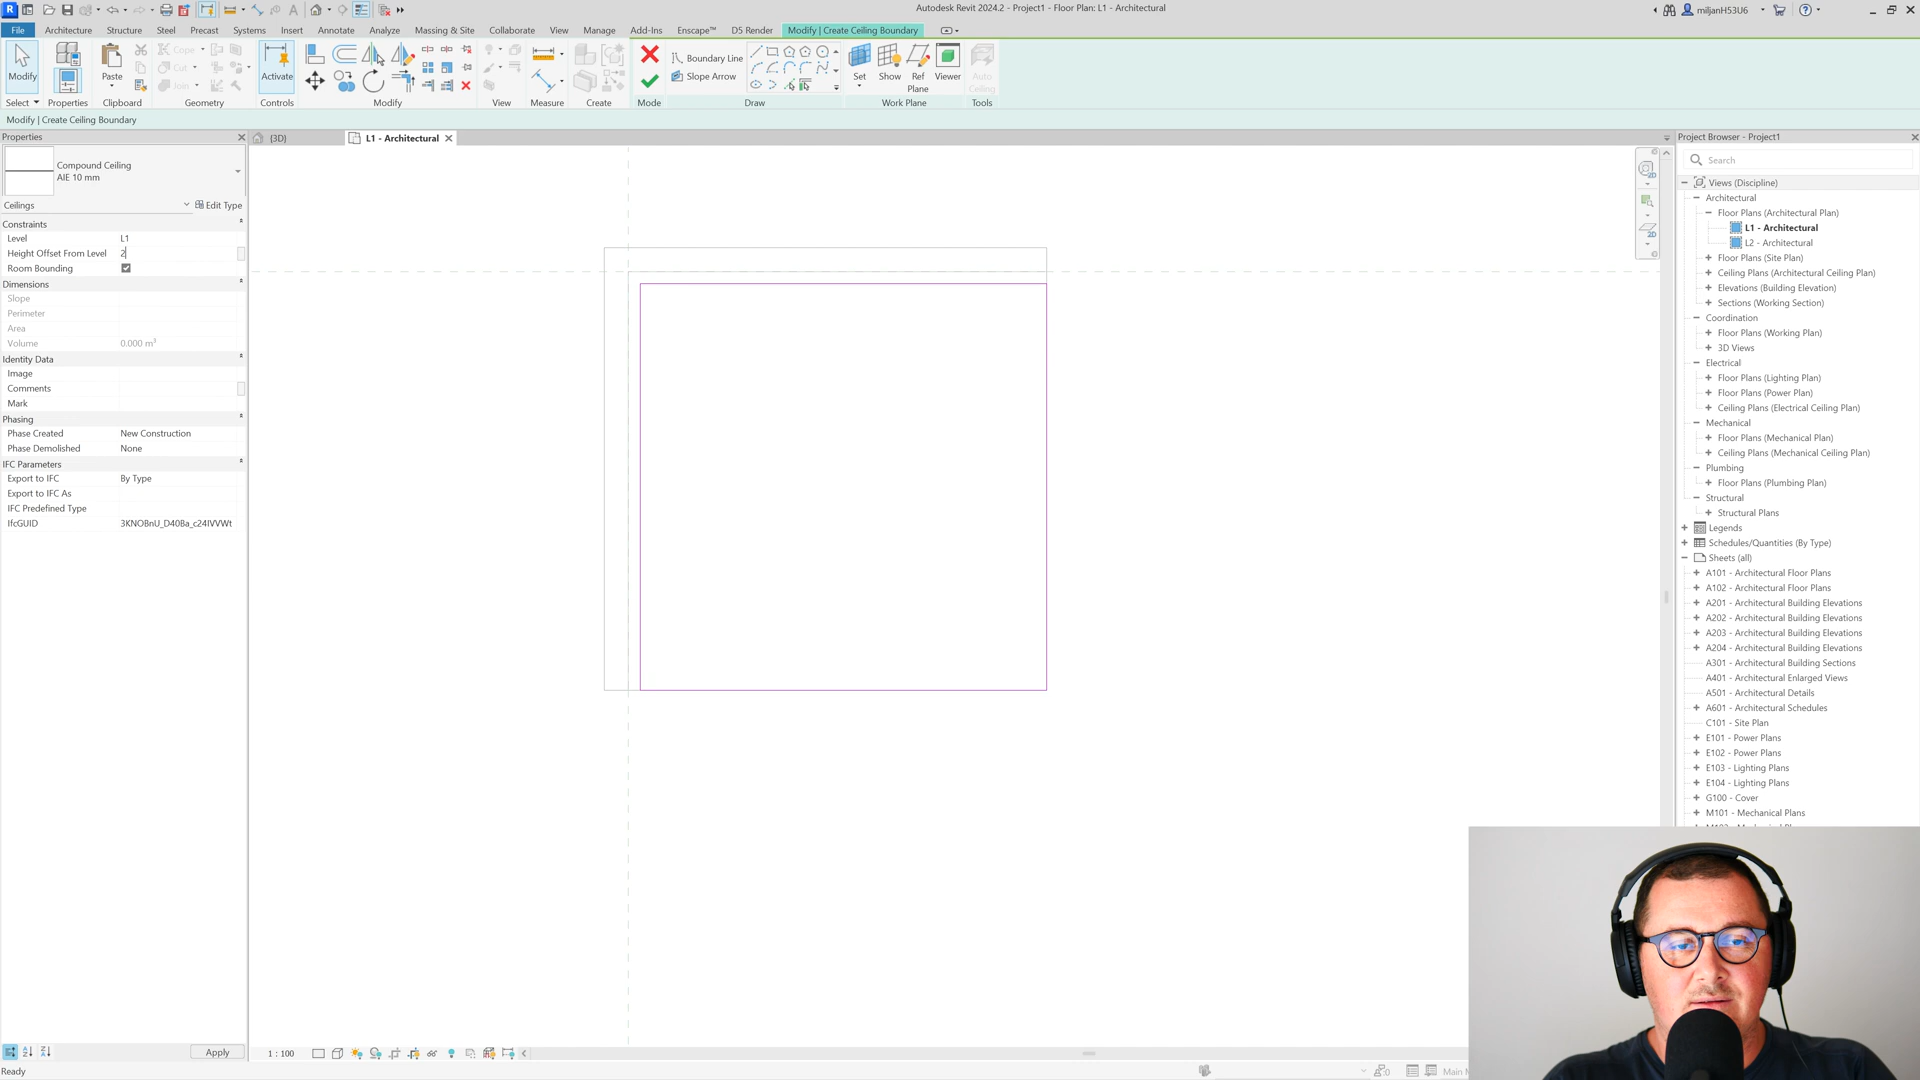 Autodesk Revit 2024.2 - Project1 - Floor Plan: L1 - Architectural
miljanH53U6
File
Architecture
Structure
Steel
Precast
Systems
Insert
Annotate
Analyze
Massing & Site
Collaborate
View
Manage
Add-Ins
Enscape™
D5 Render
Modify | Create Ceiling Boundary
Modify
Paste
Cope
Cut
Join
Activate
Boundary Line
Slope Arrow
Set
Show
Ref
Plane
Viewer
Auto
Ceiling
Select
Properties
Clipboard
Geometry
Controls
Modify
View
Measure
Create
Mode
Draw
Work Plane
Tools
Modify | Create Ceiling Boundary
Properties
{3D}
L1 - Architectural
Project Browser - Project1
Compound Ceiling
AIE 10 mm
Ceilings
Edit Type
Constraints
Level L1
Height Offset From Level 2
Room Bounding
Dimensions
Slope
Perimeter
Area
Volume 0.000 m³
Identity Data
Image
Comments
Mark
Phasing
Phase Created New Construction
Phase Demolished None
IFC Parameters
Export to IFC By Type
Export to IFC As
IFC Predefined Type
IfcGUID 3KNOBnU_D40Ba_c24IVVWt
Search
Views (Discipline)
Architectural
Floor Plans (Architectural Plan)
L1 - Architectural
L2 - Architectural
Floor Plans (Site Plan)
Ceiling Plans (Architectural Ceiling Plan)
Elevations (Building Elevation)
Sections (Working Section)
Coordination
Floor Plans (Working Plan)
3D Views
Electrical
Floor Plans (Lighting Plan)
Floor Plans (Power Plan)
Ceiling Plans (Electrical Ceiling Plan)
Mechanical
Floor Plans (Mechanical Plan)
Ceiling Plans (Mechanical Ceiling Plan)
Plumbing
Floor Plans (Plumbing Plan)
Structural
Structural Plans
Legends
Schedules/Quantities (By Type)
Sheets (all)
A101 - Architectural Floor Plans
A102 - Architectural Floor Plans
A201 - Architectural Building Elevations
A202 - Architectural Building Elevations
A203 - Architectural Building Elevations
A204 - Architectural Building Elevations
A301 - Architectural Building Sections
A401 - Architectural Enlarged Views
A501 - Architectural Details
A601 - Architectural Schedules
C101 - Site Plan
E101 - Power Plans
E102 - Power Plans
E103 - Lighting Plans
E104 - Lighting Plans
G100 - Cover
M101 - Mechanical Plans
Apply
1 : 100
Ready
:0
Main